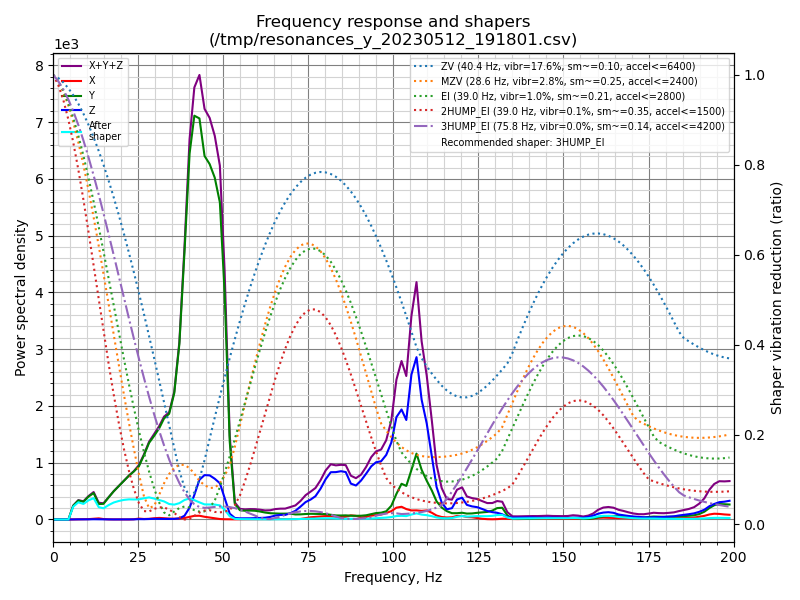 Frequency response and shapers
(/tmp/resonances_y_20230512_191801.csv)
1e3
X+Y+Z
X
Y
Z
After
shaper
ZV (40.4 Hz, vibr=17.6%, sm~=0.10, accel<=6400)
MZV (28.6 Hz, vibr=2.8%, sm~=0.25, accel<=2400)
EI (39.0 Hz, vibr=1.0%, sm~=0.21, accel<=2800)
2HUMP_EI (39.0 Hz, vibr=0.1%, sm~=0.35, accel<=1500)
3HUMP_EI (75.8 Hz, vibr=0.0%, sm~=0.14, accel<=4200)
Recommended shaper: 3HUMP_EI
8
7
6
5
4
3
2
1
0
Power spectral density
1.0
0.8
0.6
0.4
0.2
0.0
Shaper vibration reduction (ratio)
0 25 50 75 100 125 150 175 200
Frequency, Hz